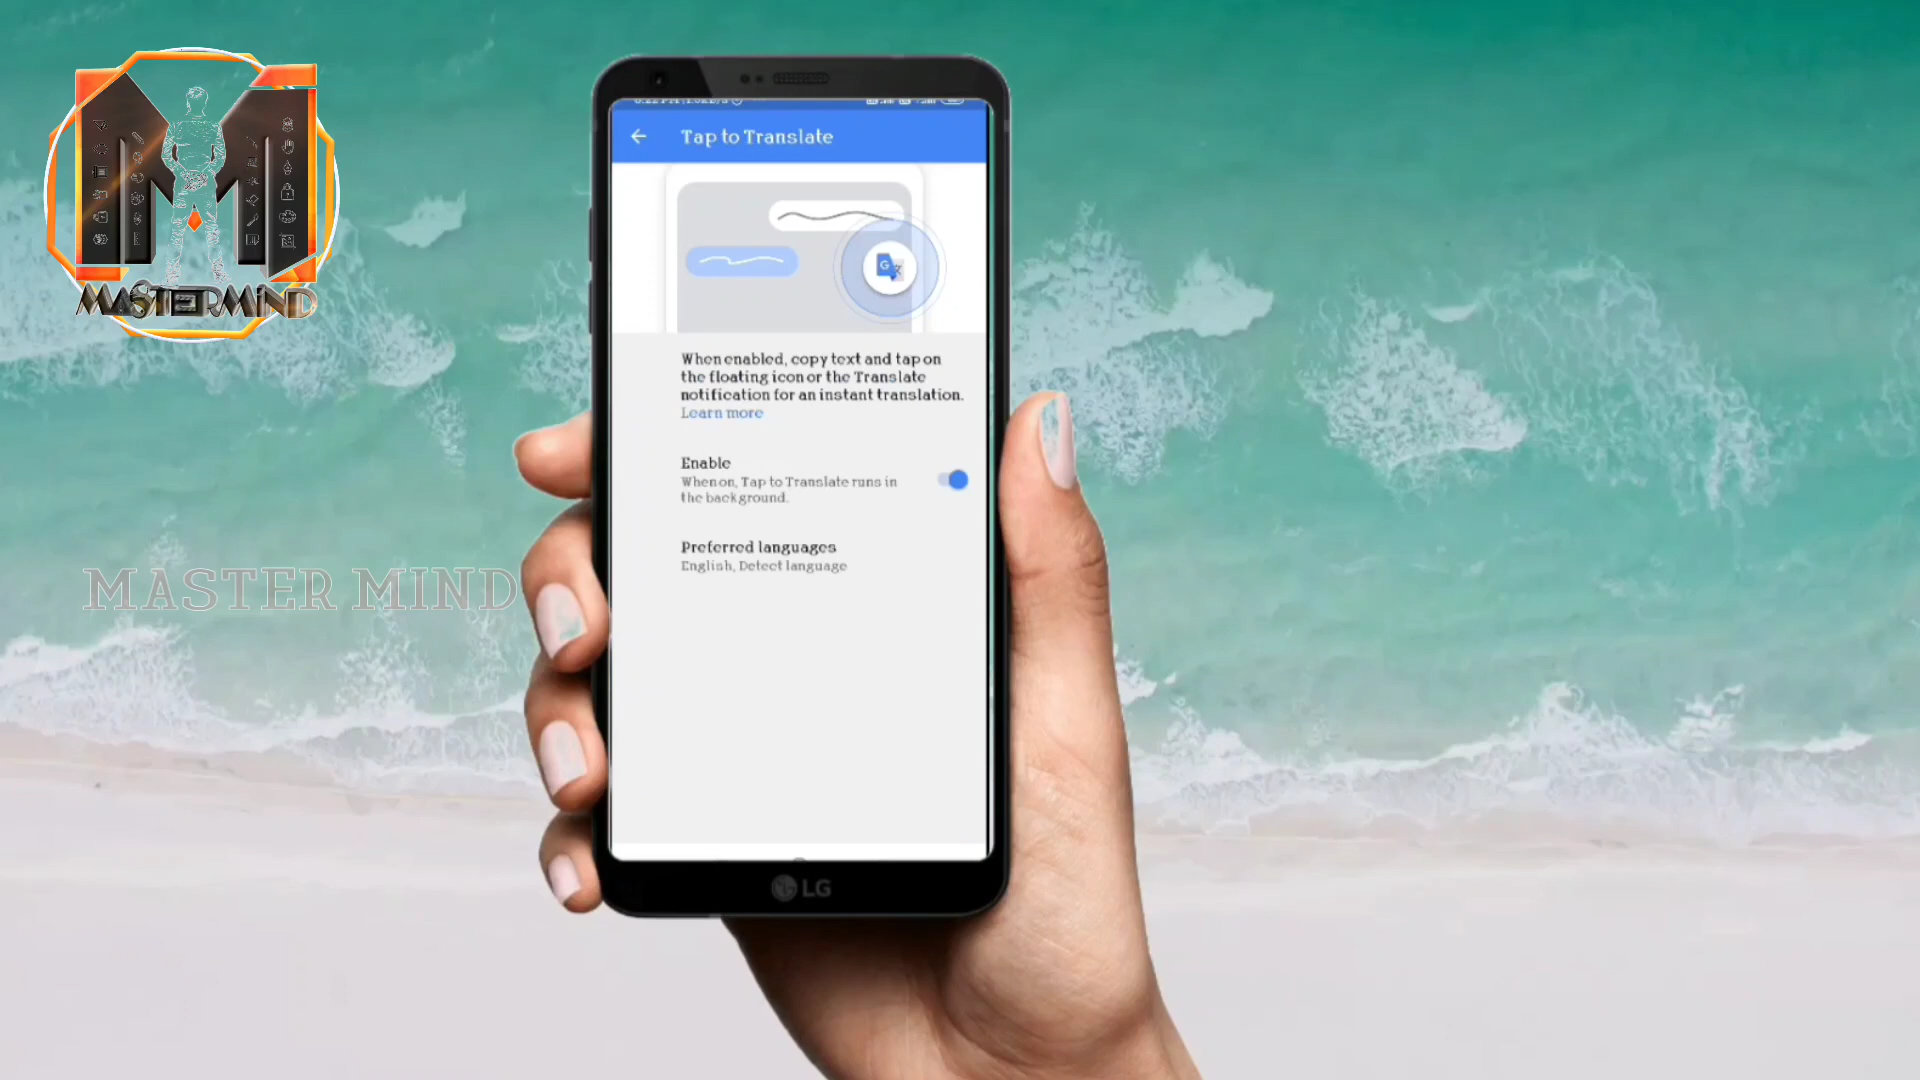 MASTERMIND
MASTER MIND
Tap to Translate
When enabled, copy text and tap on
the floating icon or the Translate
notification for an instant translation.
Learn more
Enable
When on, Tap to Translate runs in
the background.
Preferred languages
English, Detect language
LG